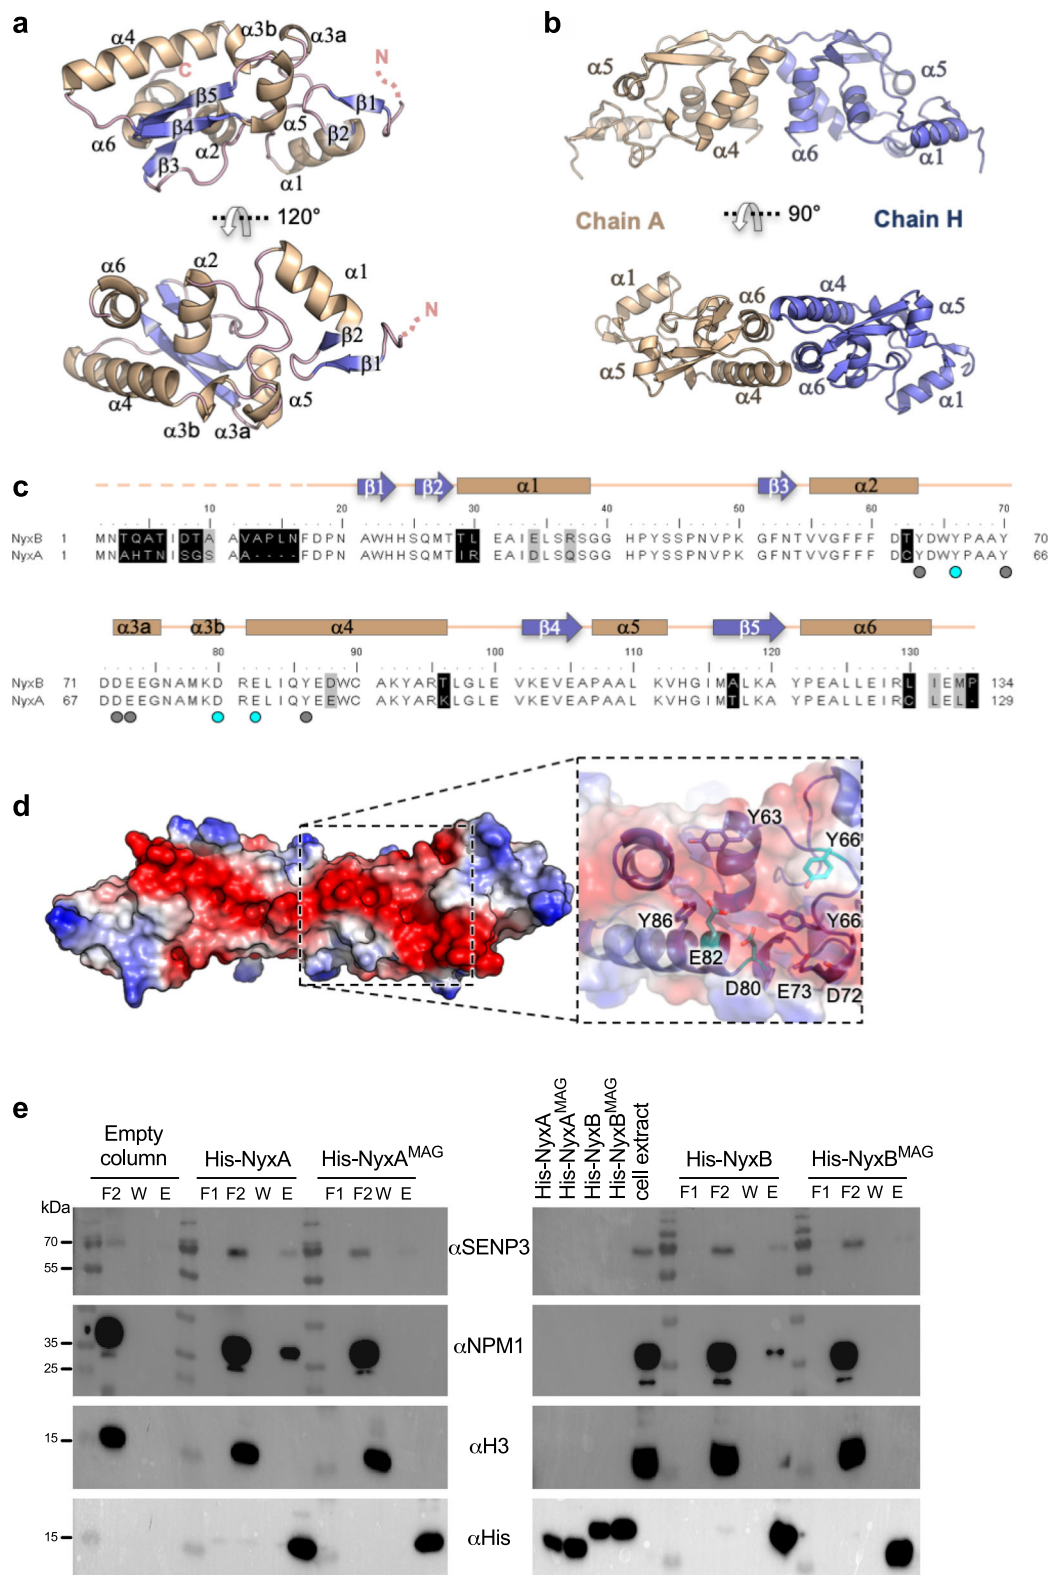 a
α4
α3b
α3a
C
N
β5
β1
β4
α5
β2
α6
α2
β3
α1
120°
α6
α2
α1
N
β2
β1
α4
α5
α3b
α3a
b
α5
α5
α4
α6
α1
Chain A
90°
Chain H
α1
α6
α4
α5
α5
α4
α6
α1
c
β1
β2
α1
β3
α2
10
20
30
40
50
60
70
NyxB 1 MNTQATIDTA AVAPLNFDPN AWHHSQMTTL EAIELSRSGG HPYSSPNVPK GFNTVVGFFF DTYDWYPAAY 70
NyxA 1 MNAHTNISGS A----NFDPN AWHHSQMTIR EAIDLSQSGG HPYSSPNVPK GFNTVVGFFF DCYDWYPAAY 66
α3a
α3b
α4
β4
α5
β5
α6
80
90
100
110
120
130
NyxB 71 DDEEGNAMKD RELIQYEDWC AKYARTLGLE VKEVEAPALL KVHGIMALKA YPEALLEIRL IEMP 134
NyxA 67 DDEEGNAMKD RELIQYEEWC AKYARKLGLE VKEVEAPALL KVHGIMTLKA YPEALLEIRC LEL- 129
d
Y63
Y66
Y86
Y66
E82
D80
E73
D72
e
Empty column
His-NyxA
His-NyxA^MAG
His-NyxA
His-NyxA^MAG
His-NyxB
His-NyxB^MAG
cell extract
His-NyxB
His-NyxB^MAG
F2 W E
F1 F2 W E
F1 F2 W E
F1 F2 W E
F1 F2 W E
kDa
70
55
αSENP3
35
25
αNPM1
15
αH3
15
αHis